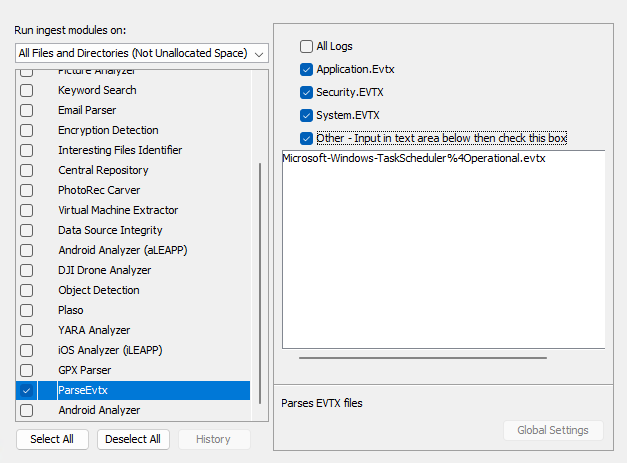 Run ingest modules on:
All Files and Directories (Not Unallocated Space)
Picture Analyzer
Keyword Search
Email Parser
Encryption Detection
Interesting Files Identifier
Central Repository
PhotoRec Carver
Virtual Machine Extractor
Data Source Integrity
Android Analyzer (aLEAPP)
DJI Drone Analyzer
Object Detection
Plaso
YARA Analyzer
iOS Analyzer (iLEAPP)
GPX Parser
ParseEvtx
Android Analyzer
Select All
Deselect All
History
All Logs
Application.Evtx
Security.EVTX
System.EVTX
Other - Input in text area below then check this box
Microsoft-Windows-TaskScheduler%4Operational.evtx
Parses EVTX files
Global Settings